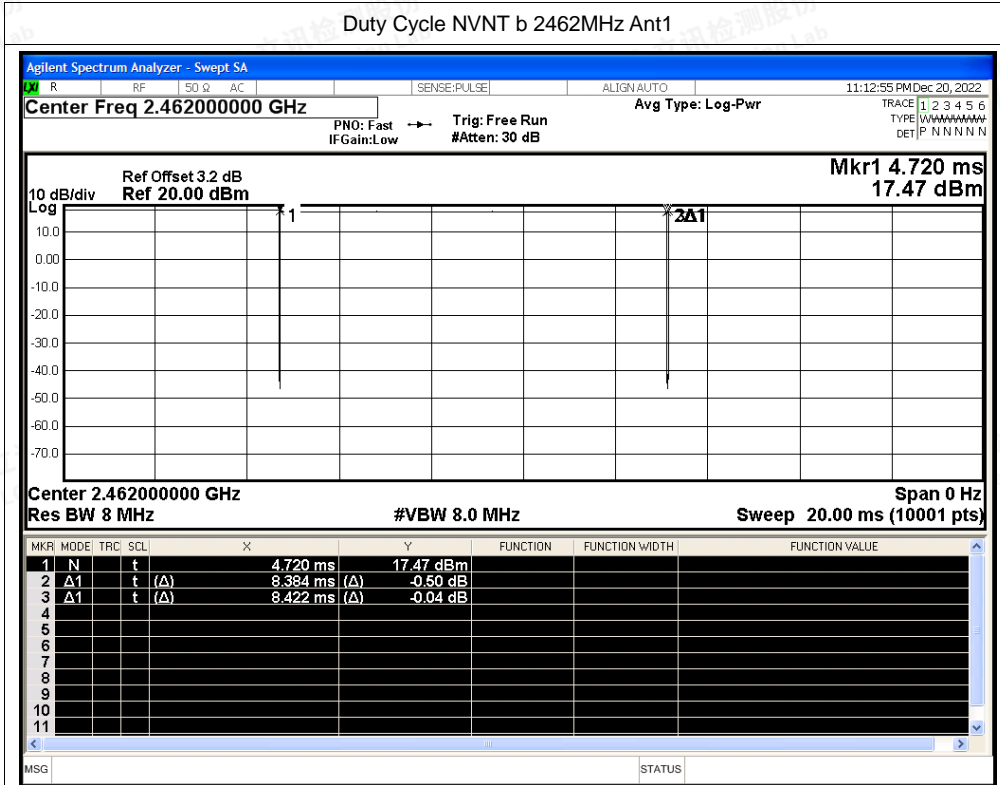 Duty Cycle NVNT b 2462MHz Ant1
Agilent Spectrum Analyzer - Swept SA
LXI R RF 50 Ω AC SENSE:PULSE ALIGN AUTO 11:12:55 PM Dec 20, 2022
Center Freq 2.462000000 GHz Avg Type: Log-Pwr TRACE 1 2 3 4 5 6
PNO: Fast Trig: Free Run TYPE WWWWWW
IFGain:Low #Atten: 30 dB DET P N N N N N
Mkr1 4.720 ms
Ref Offset 3.2 dB
10 dB/div Ref 20.00 dBm 17.47 dBm
Log
1 3Δ1
10.0
0.00
-10.0
-20.0
-30.0
-40.0
-50.0
-60.0
-70.0
Center 2.462000000 GHz Span 0 Hz
Res BW 8 MHz #VBW 8.0 MHz Sweep 20.00 ms (10001 pts)
MKR MODE TRC SCL X Y FUNCTION FUNCTION WIDTH FUNCTION VALUE
1 N t 4.720 ms 17.47 dBm
2 Δ1 t (Δ) 8.384 ms (Δ) -0.50 dB
3 Δ1 t (Δ) 8.422 ms (Δ) -0.04 dB
4
5
6
7
8
9
10
11
MSG STATUS